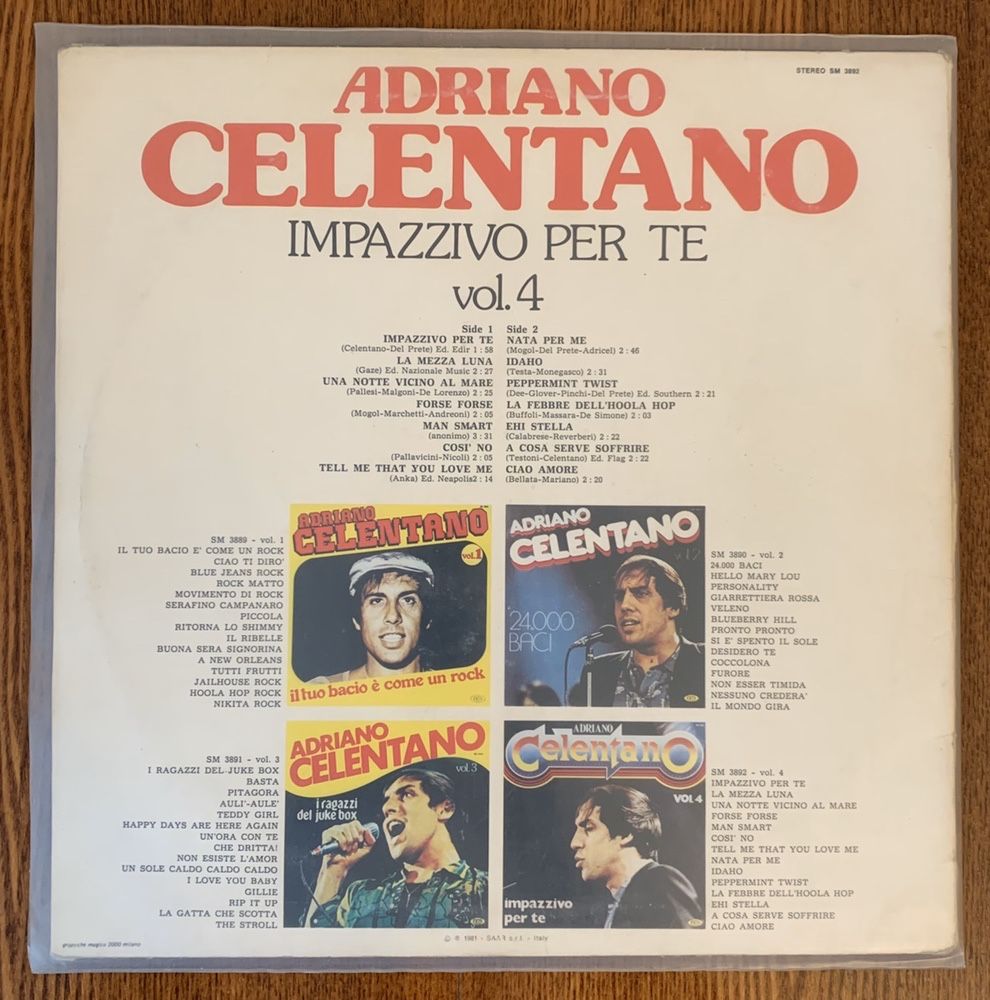 STEREO SM 3892
ADRIANO
CELENTANO
IMPAZZIVO PER TE
vol. 4
Side 1
IMPAZZIVO PER TE
(Celentano-Del Prete) Ed. Edir 1 : 58
LA MEZZA LUNA
(Gaze) Ed. Nazionale Music 2 : 27
UNA NOTTE VICINO AL MARE
(Pallesi-Malgoni-De Lorenzo) 2 : 25
FORSE FORSE
(Mogol-Marchetti-Andreoni) 2 : 05
MAN SMART
(anonimo) 3 : 31
COSI' NO
(Pallavicini-Nicoli) 2 : 05
TELL ME THAT YOU LOVE ME
(Anka) Ed. Neapolis2 : 14
Side 2
NATA PER ME
(Mogol-Del Prete-Adricel) 2 : 46
IDAHO
(Testa-Monegasco) 2 : 31
PEPPERMINT TWIST
(Dee-Glover-Pinchi-Del Prete) Ed. Southern 2 : 21
LA FEBBRE DELL'HOOLA HOP
(Buffoli-Massara-De Simone) 2 : 03
EHI STELLA
(Calabrese-Reverberi) 2 : 22
A COSA SERVE SOFFRIRE
(Testoni-Celentano) Ed. Flag 2 : 22
CIAO AMORE
(Bellata-Mariano) 2 : 20
SM 3889 - vol. 1
IL TUO BACIO E' COME UN ROCK
CIAO TI DIRO'
BLUE JEANS ROCK
ROCK MATTO
MOVIMENTO DI ROCK
SERAFINO CAMPANARO
PICCOLA
RITORNA LO SHIMMY
IL RIBELLE
BUONA SERA SIGNORINA
A NEW ORLEANS
TUTTI FRUTTI
JAILHOUSE ROCK
HOOLA HOP ROCK
NIKITA ROCK
ADRIANO
CELENTANO
vol.1
il tuo bacio è come un rock
ADRIANO
CELENTANO
vol.2
24.000
BACI
SM 3890 - vol. 2
24.000 BACI
HELLO MARY LOU
PERSONALITY
GIARRETTIERA ROSSA
VELENO
BLUEBERRY HILL
PRONTO PRONTO
SI E' SPENTO IL SOLE
DESIDERO TE
COCCOLONA
FURORE
NON ESSER TIMIDA
NESSUNO CREDERA'
IL MONDO GIRA
SM 3891 - vol. 3
I RAGAZZI DEL JUKE BOX
BASTA
PITAGORA
AULI'-AULE'
TEDDY GIRL
HAPPY DAYS ARE HERE AGAIN
UN'ORA CON TE
CHE DRITTA!
NON ESISTE L'AMOR
UN SOLE CALDO CALDO CALDO
I LOVE YOU BABY
GILLIE
RIP IT UP
LA GATTA CHE SCOTTA
THE STROLL
ADRIANO
CELENTANO
vol.3
i ragazzi
del juke box
ADRIANO
Celentano
VOL 4
impazzivo
per te
SM 3892 - vol. 4
IMPAZZIVO PER TE
LA MEZZA LUNA
UNA NOTTE VICINO AL MARE
FORSE FORSE
MAN SMART
COSI' NO
TELL ME THAT YOU LOVE ME
NATA PER ME
IDAHO
PEPPERMINT TWIST
LA FEBBRE DELL'HOOLA HOP
EHI STELLA
A COSA SERVE SOFFRIRE
CIAO AMORE
© ℗ 1981 - SAAR s.r.l. - Italy